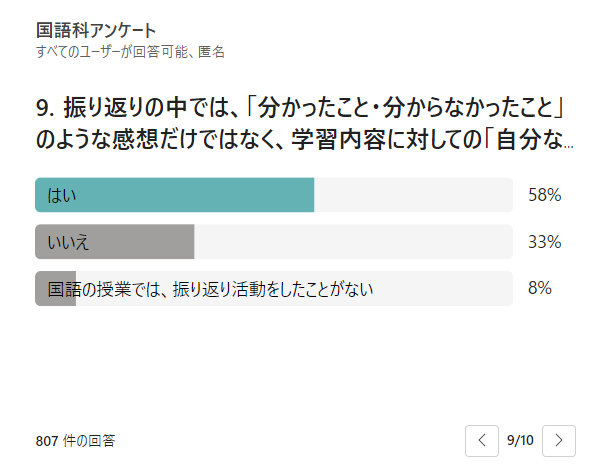 国語科アンケート
すべてのユーザーが回答可能、匿名
9. 振り返りの中では、「分かったこと・分からなかったこと」
のような感想だけではなく、学習内容に対しての「自分な...
はい 58%
いいえ 33%
国語の授業では、振り返り活動をしたことがない 8%
807 件の回答 9/10